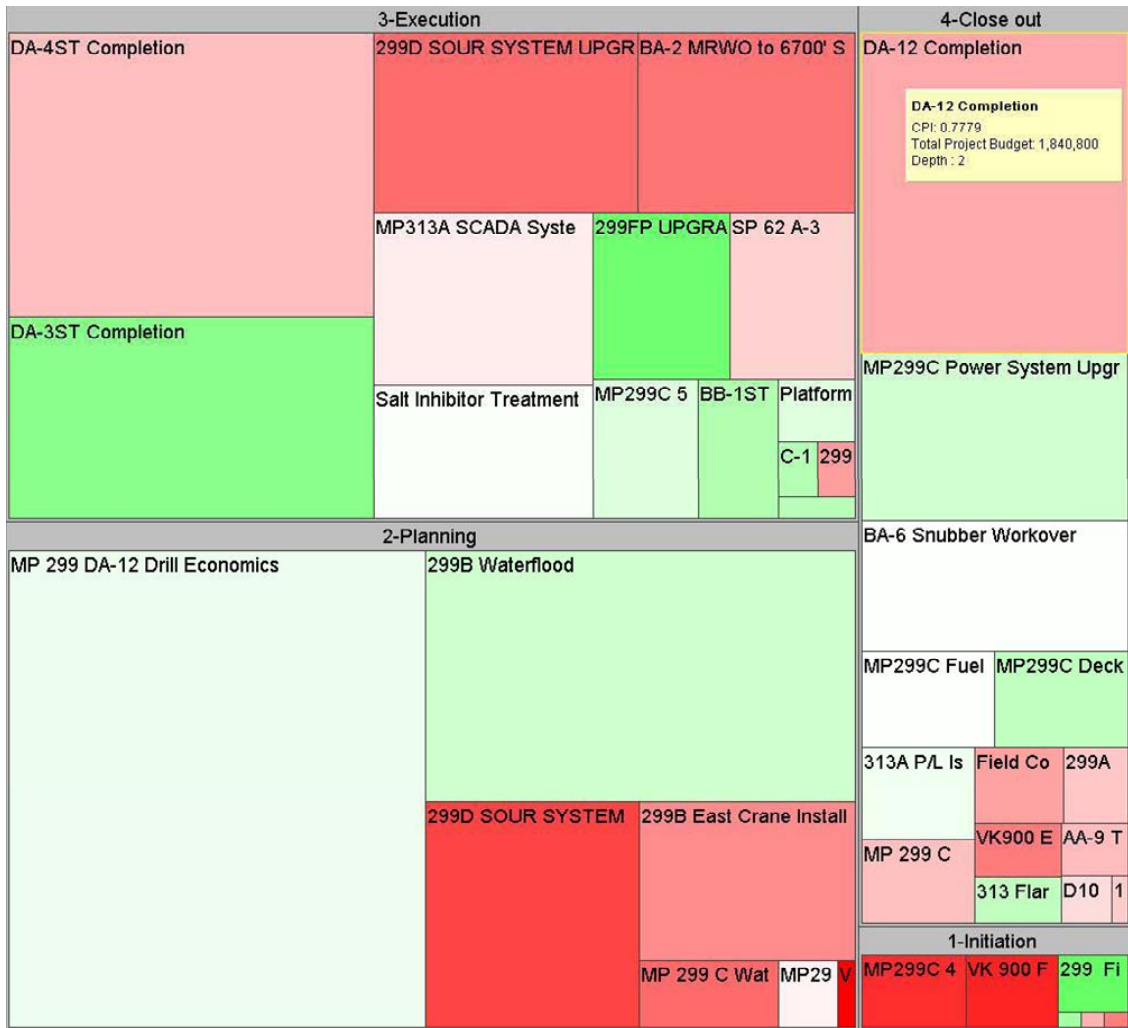 3-Execution
DA-4ST Completion
299D SOUR SYSTEM UPGR
BA-2 MRWO to 6700' S
MP313A SCADA Syste
299FP UPGRA
SP 62 A-3
DA-3ST Completion
Salt Inhibitor Treatment
MP299C 5
BB-1ST
Platform
C-1
299
2-Planning
MP 299 DA-12 Drill Economics
299B Waterflood
299D SOUR SYSTEM
299B East Crane Install
MP 299 C Wat
MP29
V
4-Close out
DA-12 Completion
DA-12 Completion
CPI: 0.7779
Total Project Budget: 1,840,800
Depth : 2
MP299C Power System Upgr
BA-6 Snubber Workover
MP299C Fuel
MP299C Deck
313A P/L Is
Field Co
299A
MP 299 C
VK900 E
AA-9 T
313 Flar
D10
1
1-Initiation
MP299C 4
VK 900 F
299 Fi